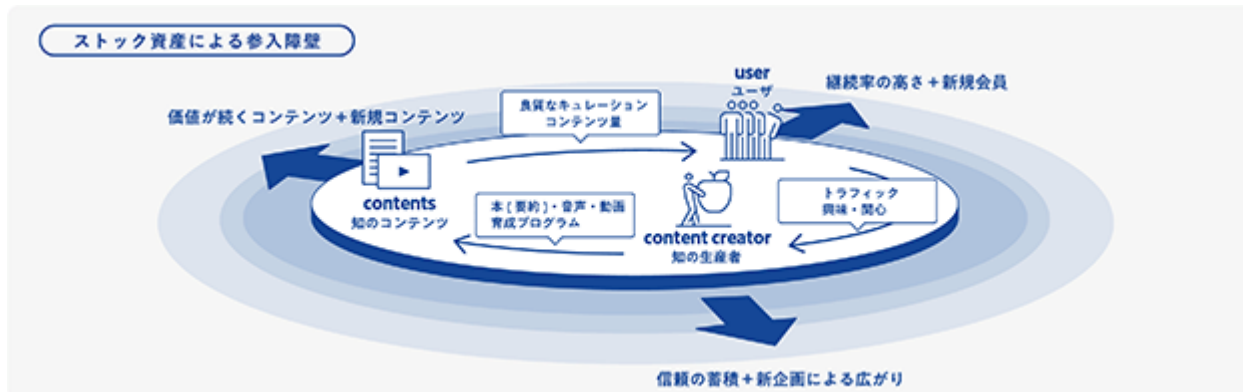 ストック資産による参入障壁
user
ユーザ
継続率の高さ+新規会員
価値が続くコンテンツ+新規コンテンツ
良質なキュレーション
コンテンツ量
contents
知のコンテンツ
本[要約]・音声・動画
育成プログラム
トラフィック
興味・関心
content creator
知の生産者
信頼の蓄積+新企画による広がり